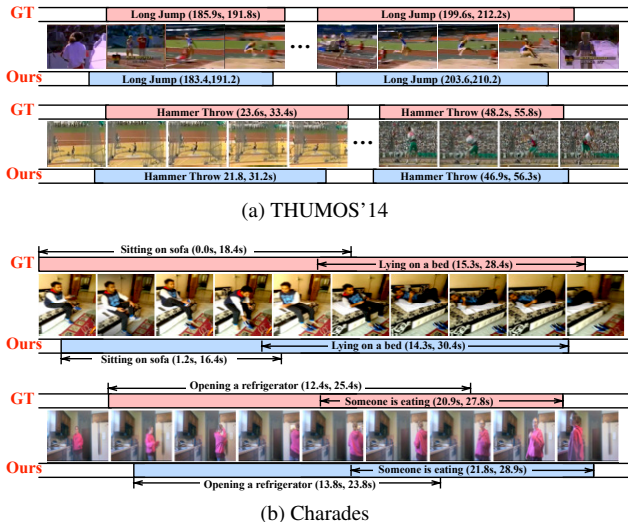 GT Long Jump (185.9s, 191.8s) Long Jump (199.6s, 212.2s)
...
Ours Long Jump (183.4,191.2) Long Jump (203.6,210.2)
GT Hammer Throw (23.6s, 33.4s) Hammer Throw (48.2s, 55.8s)
...
Ours Hammer Throw 21.8, 31.2s) Hammer Throw (46.9s, 56.3s)
(a) THUMOS'14
Sitting on sofa (0.0s, 18.4s)
GT Lying on a bed (15.3s, 28.4s)
Ours Lying on a bed (14.3s, 30.4s)
Sitting on sofa (1.2s, 16.4s)
Opening a refrigerator (12.4s, 25.4s)
GT Someone is eating (20.9s, 27.8s)
Ours Someone is eating (21.8s, 28.9s)
Opening a refrigerator (13.8s, 23.8s)
(b) Charades